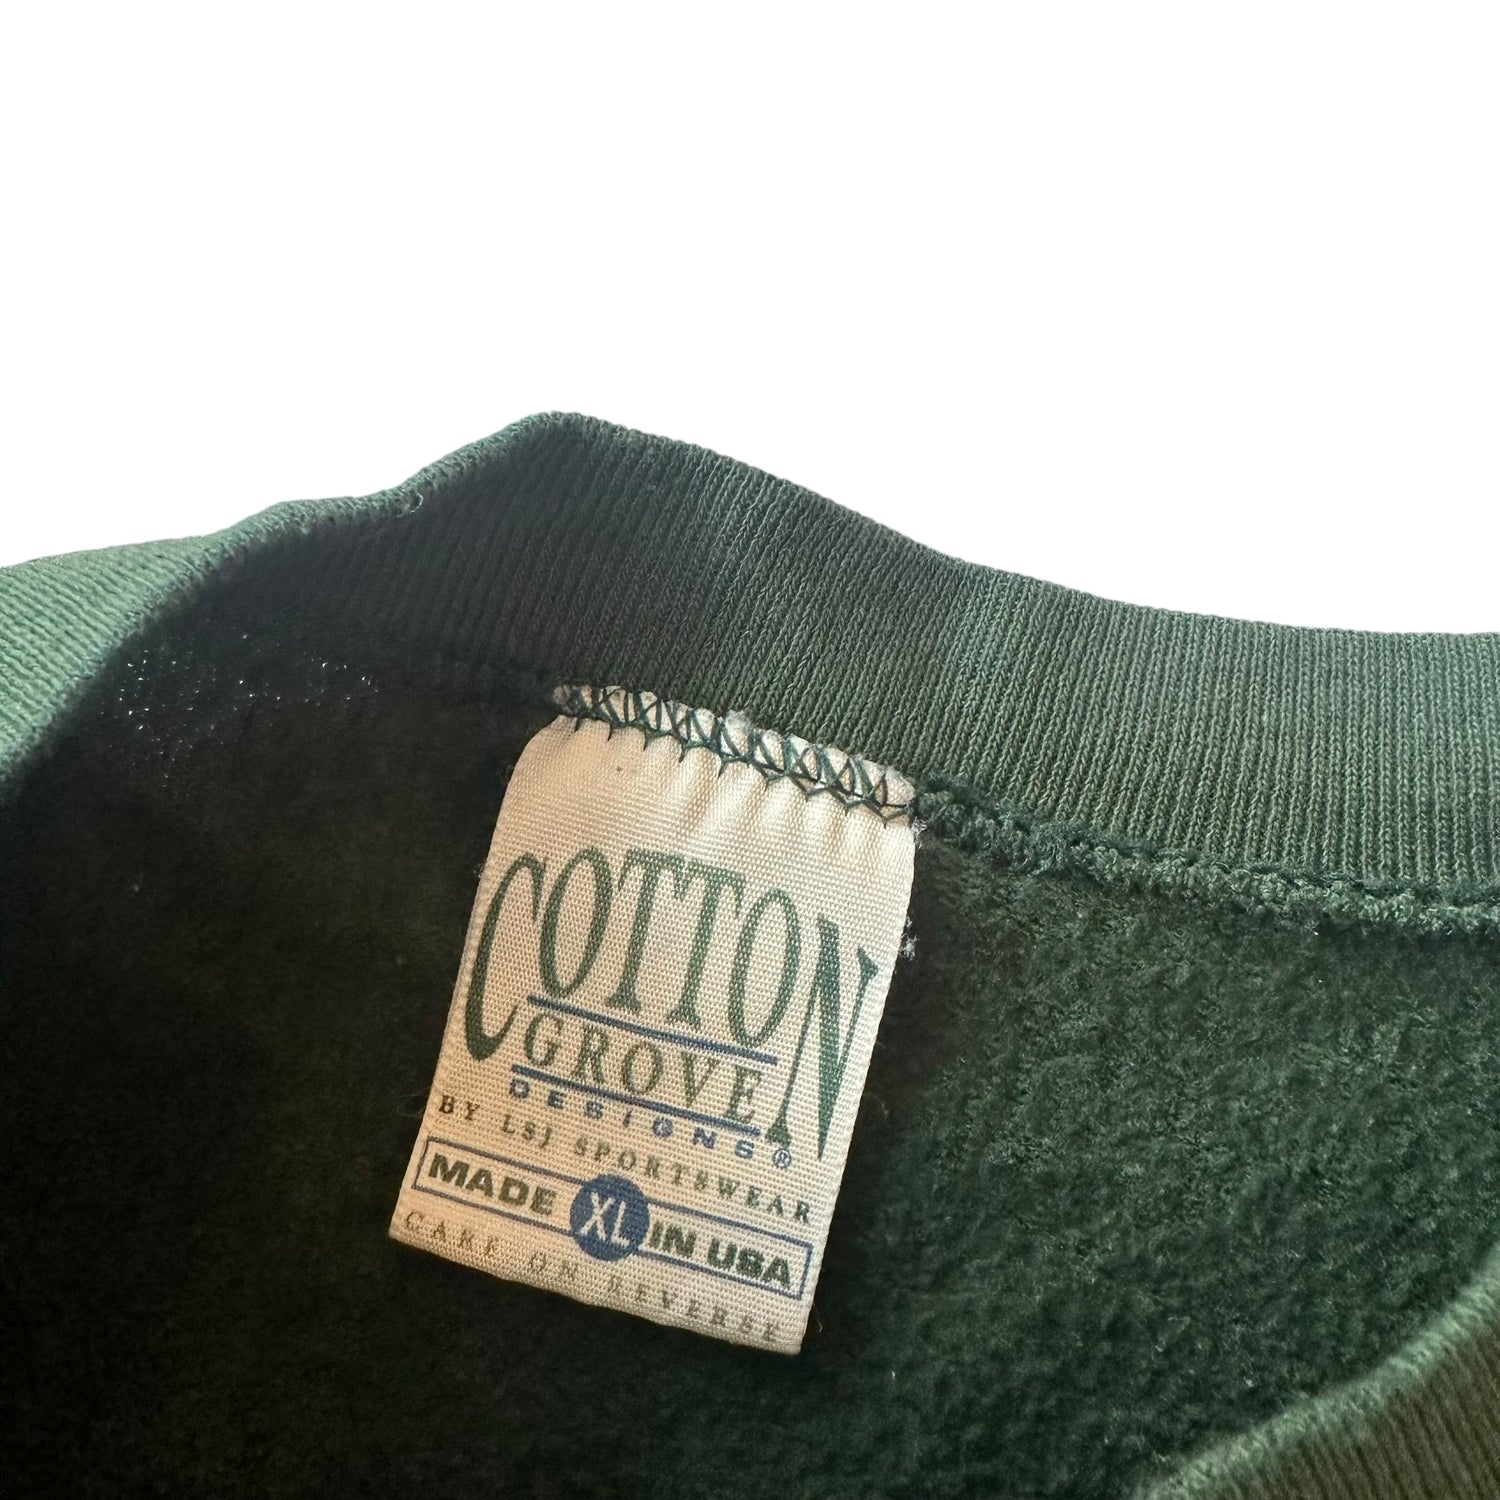 COTTON
GROVE
DESIGNS®
BY LSJ SPORTSWEAR
MADE XL IN USA
CARE ON REVERSE